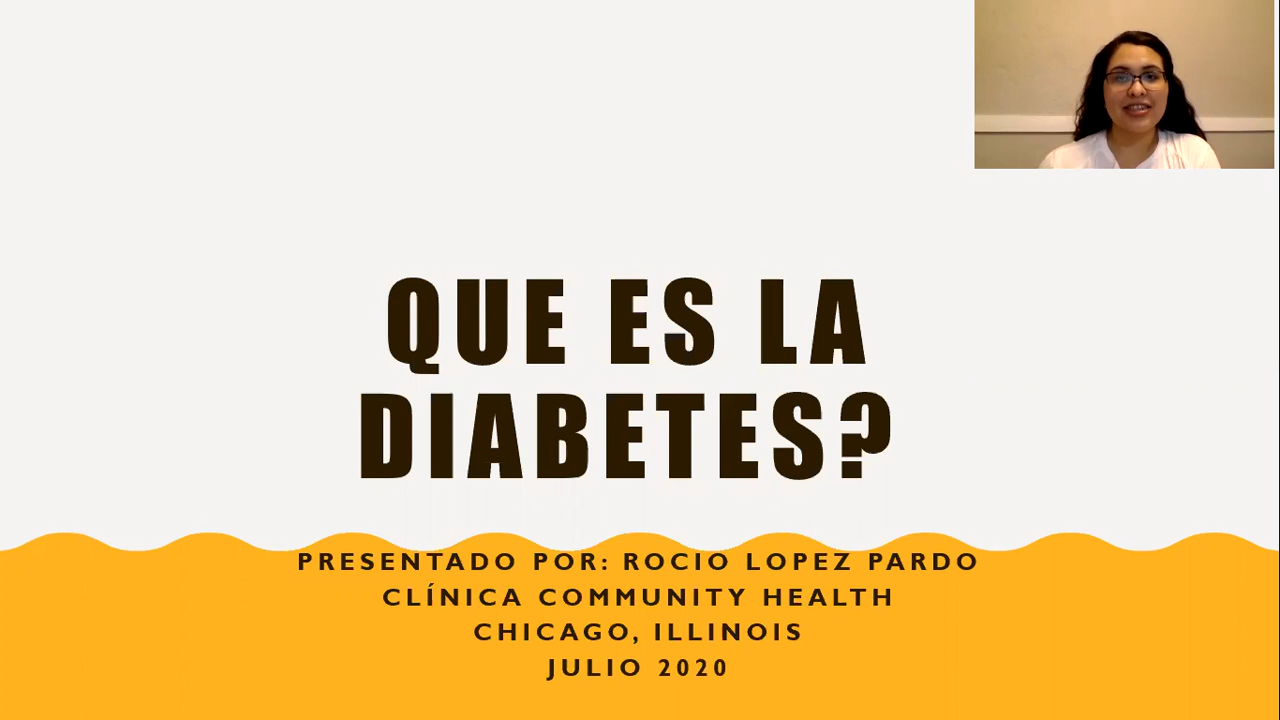 QUE ES LA
DIABETES?
PRESENTADO POR: ROCIO LOPEZ PARDO
CLÍNICA COMMUNITY HEALTH
CHICAGO, ILLINOIS
JULIO 2020